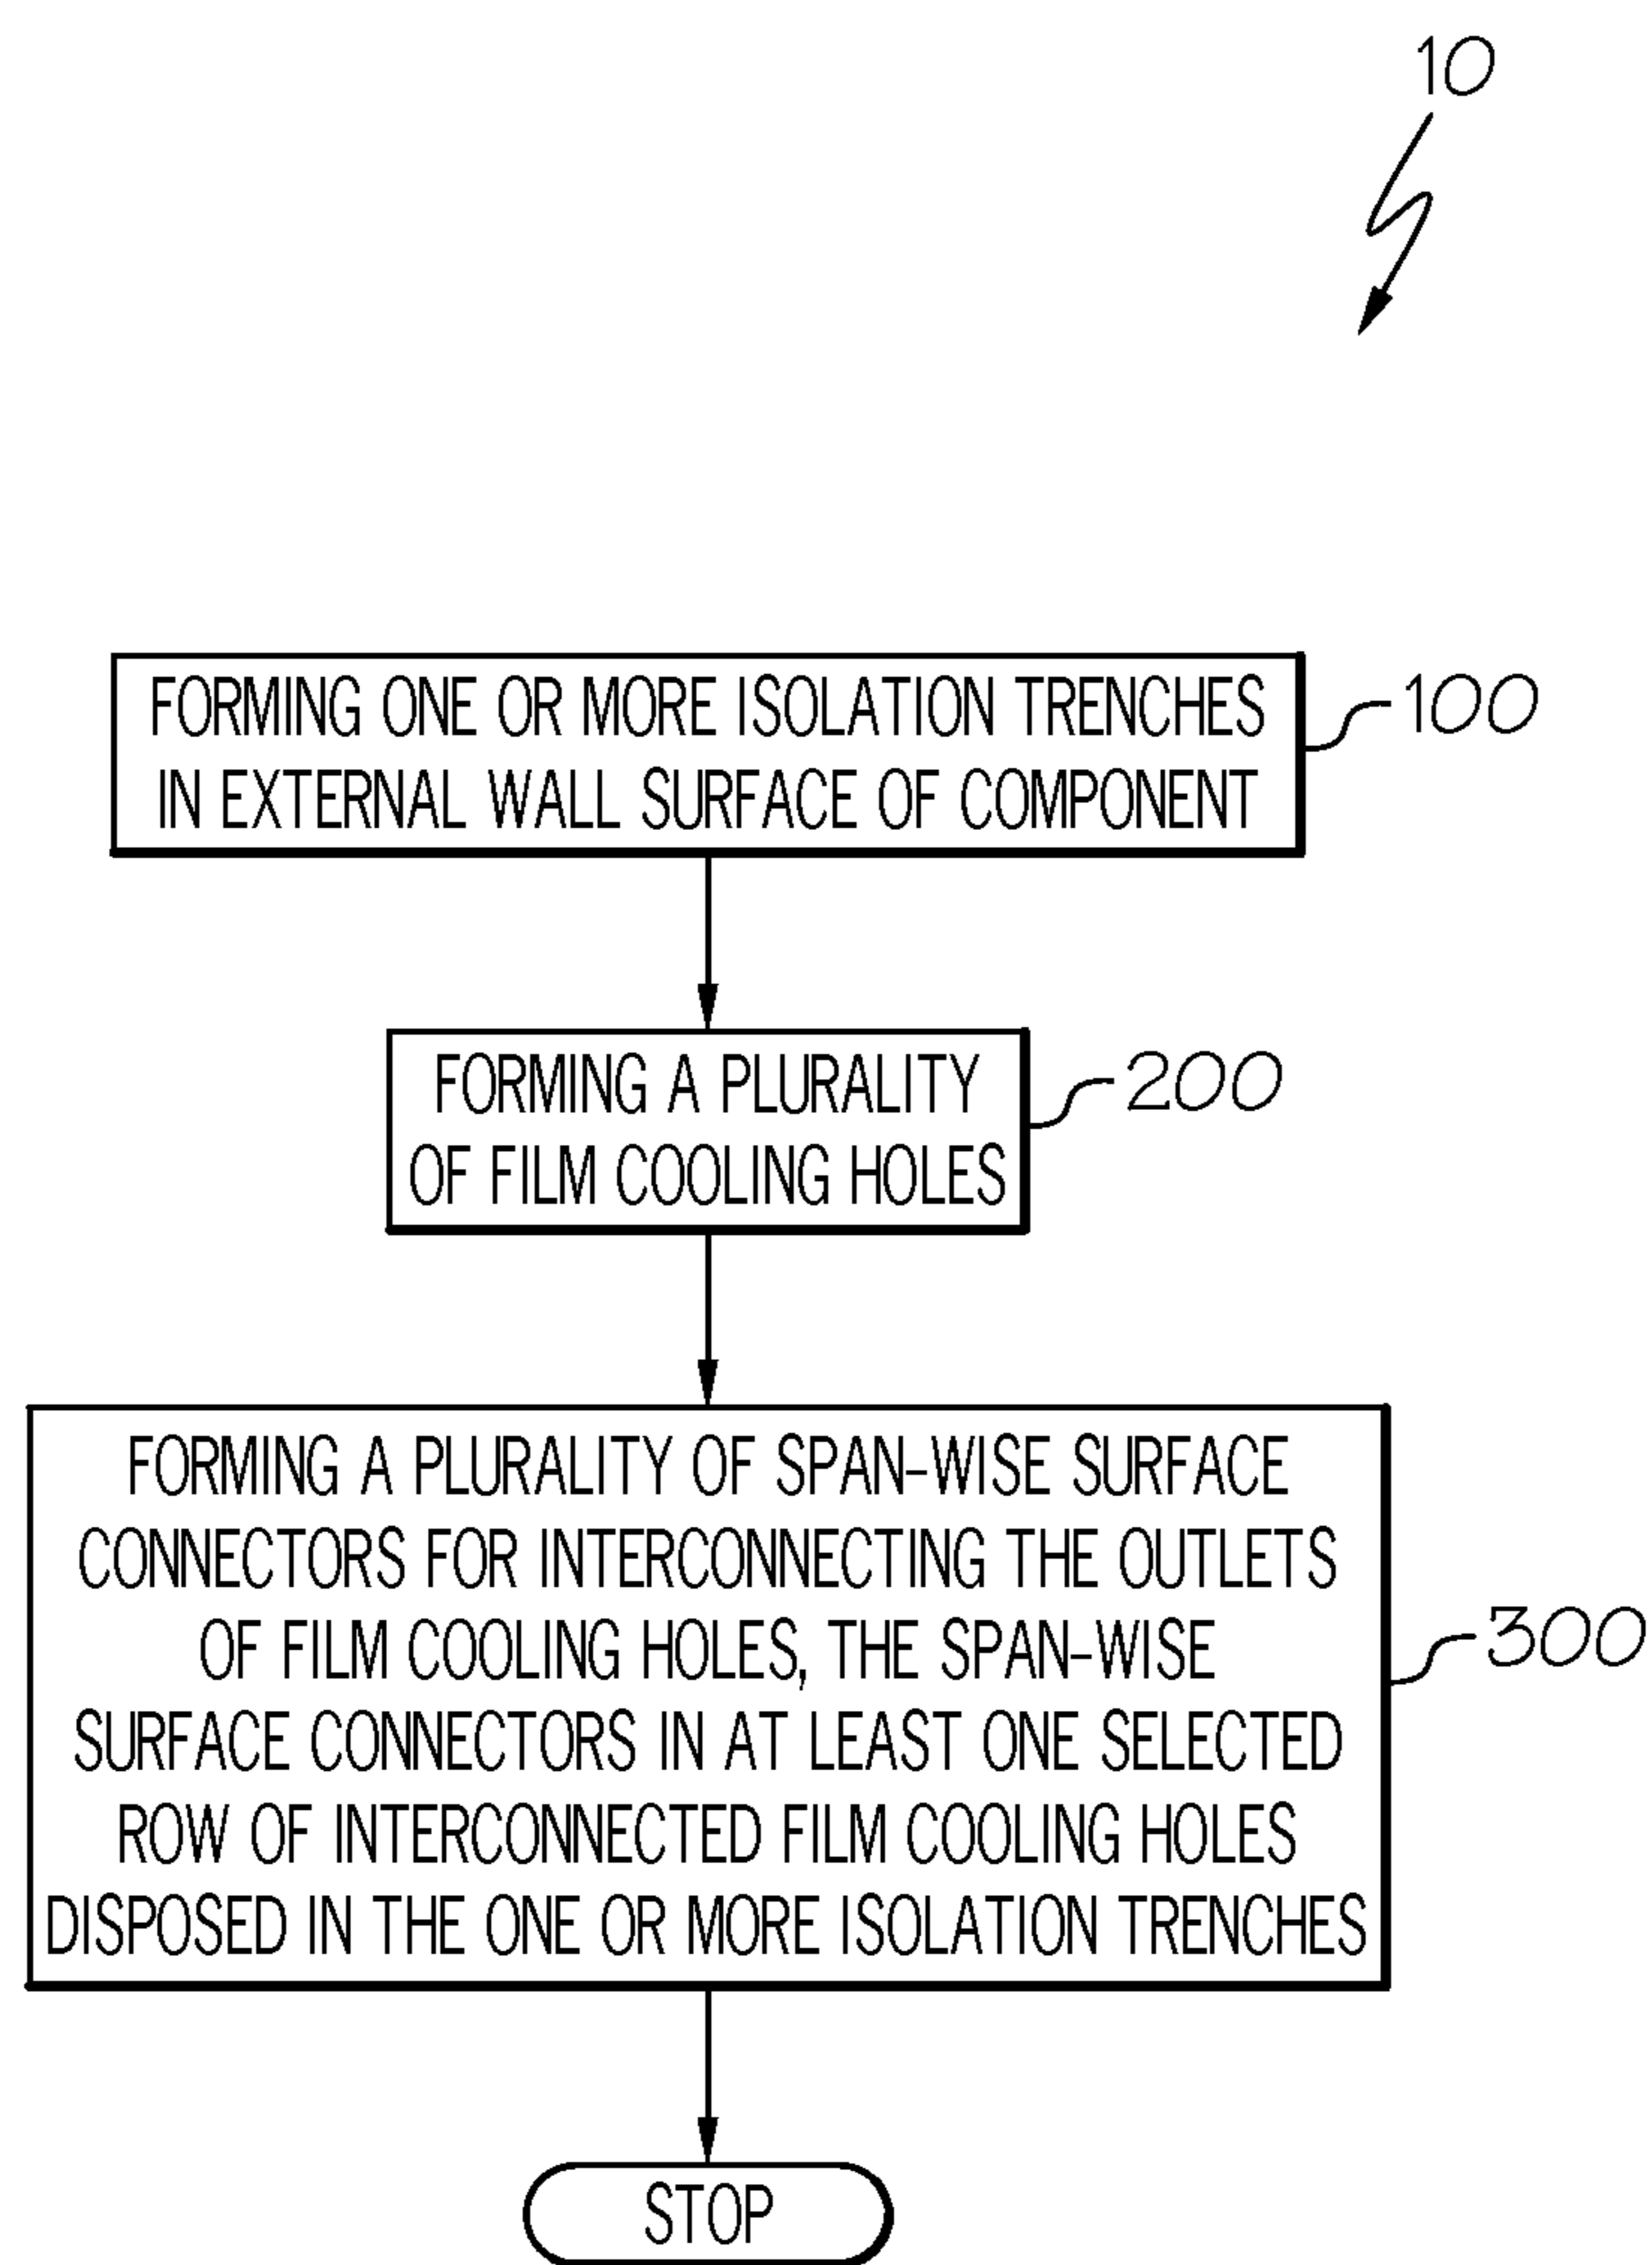 10
FORMING ONE OR MORE ISOLATION TRENCHES
IN EXTERNAL WALL SURFACE OF COMPONENT
100
FORMING A PLURALITY
OF FILM COOLING HOLES
200
FORMING A PLURALITY OF SPAN-WISE SURFACE
CONNECTORS FOR INTERCONNECTING THE OUTLETS
OF FILM COOLING HOLES, THE SPAN-WISE
SURFACE CONNECTORS IN AT LEAST ONE SELECTED
ROW OF INTERCONNECTED FILM COOLING HOLES
DISPOSED IN THE ONE OR MORE ISOLATION TRENCHES
300
STOP